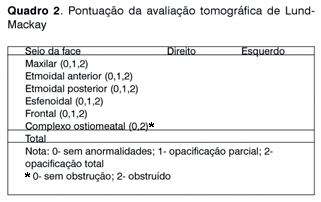 Quadro 2. Pontuação da avaliação tomográfica de Lund-
Mackay
Seio da face Direito Esquerdo
Maxilar (0,1,2)
Etmoidal anterior (0,1,2)
Etmoidal posterior (0,1,2)
Esfenoidal (0,1,2)
Frontal (0,1,2)
Complexo ostiomeatal (0,2)*
Total
Nota: 0- sem anormalidades; 1- opacificação parcial; 2-
opacificação total
* 0- sem obstrução; 2- obstruído